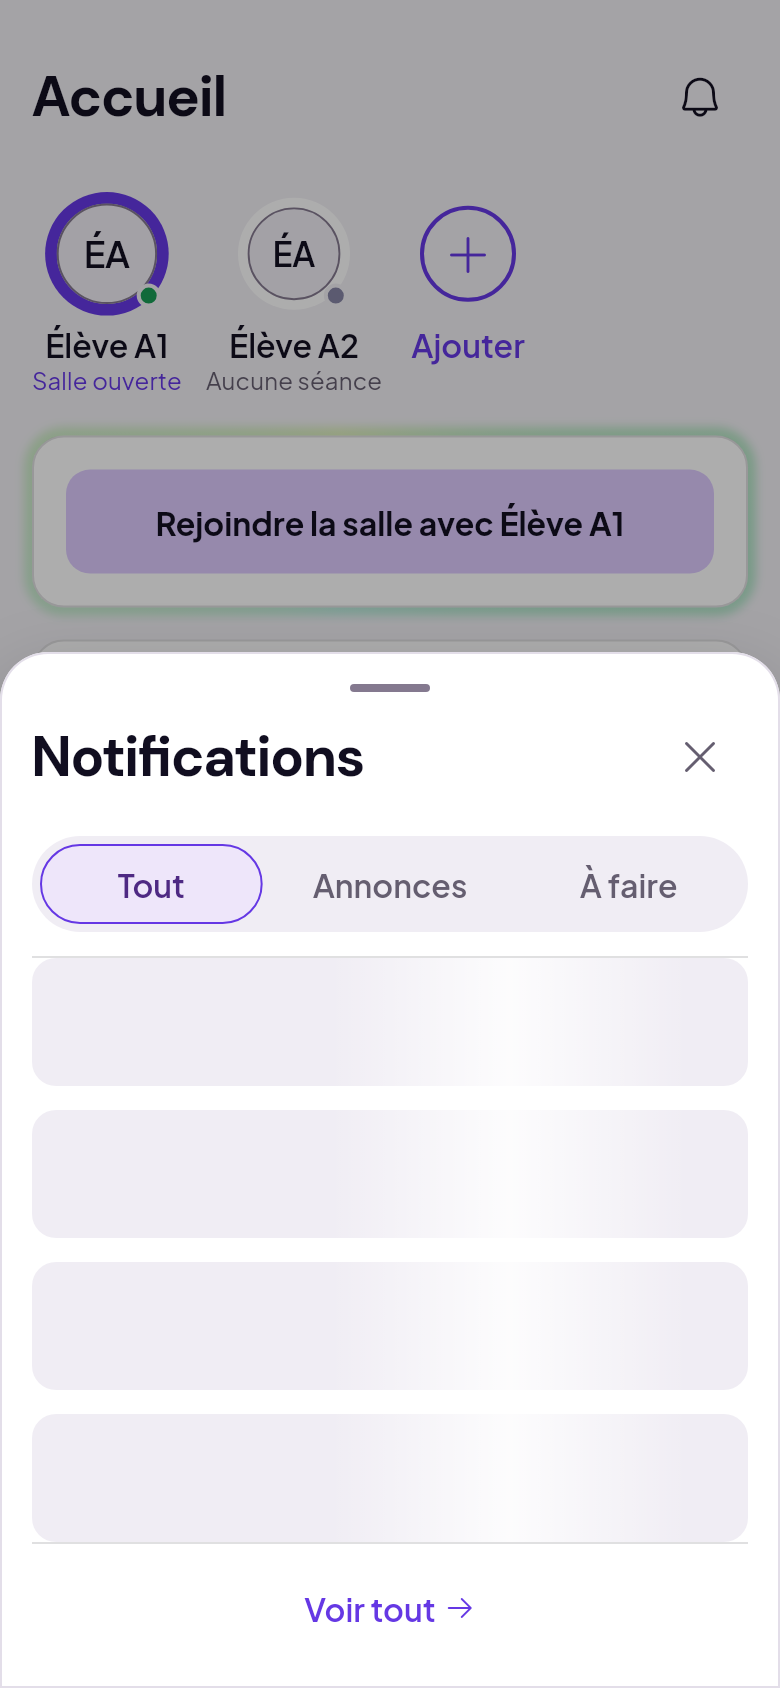 Accueil
ÉA
ÉA
Élève A1
Élève A2
Ajouter
Salle ouverte
Aucune séance
Rejoindre la salle avec Élève A1
Notifications
Tout
Annonces
À faire
Voir tout →